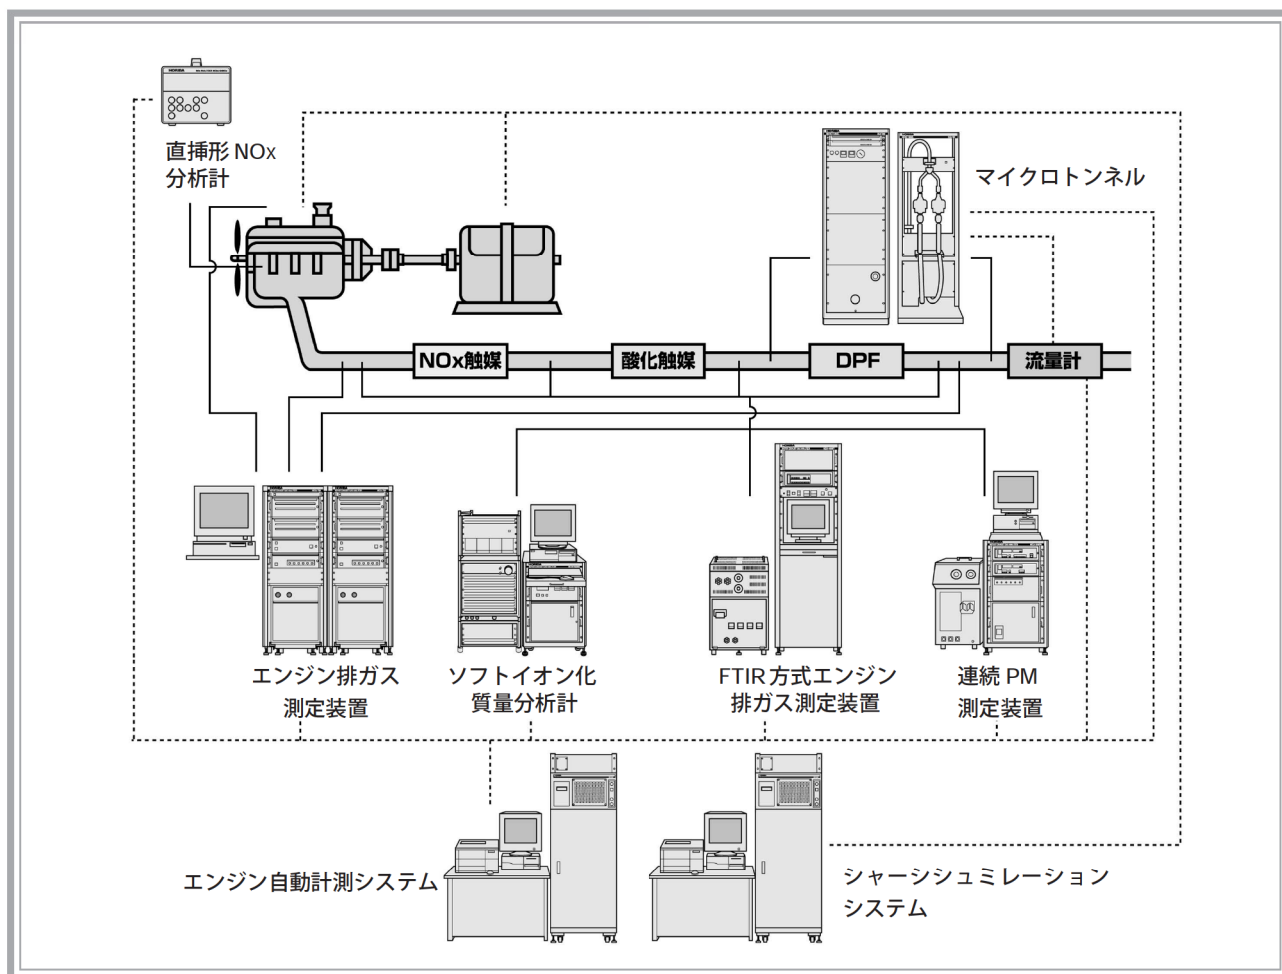 HORIBA
直挿形 NOx
分析計
マイクロトンネル
NOx触媒
酸化触媒
DPF
流量計
エンジン排ガス
測定装置
ソフトイオン化
質量分析計
FTIR方式エンジン
排ガス測定装置
連続 PM
測定装置
エンジン自動計測システム
シャーシシュミレーション
システム